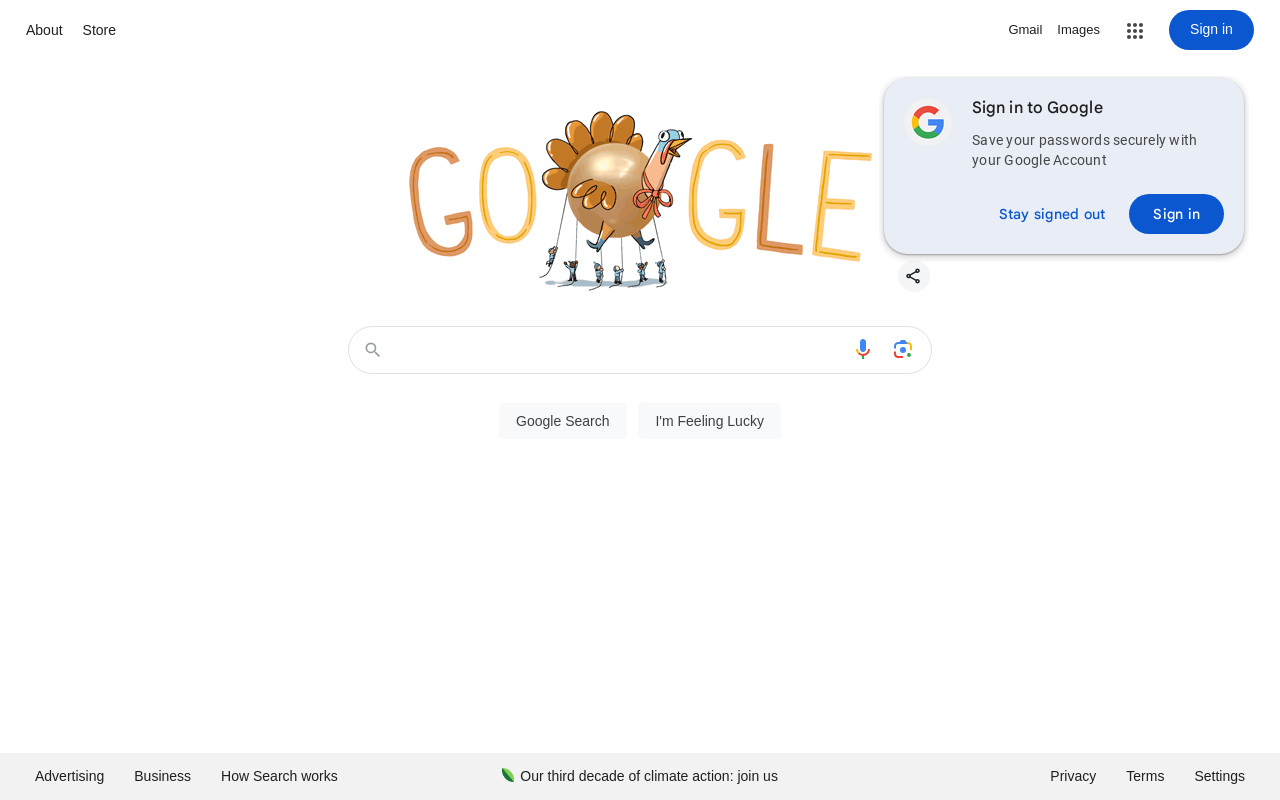 About
Store
Gmail
Images
Sign in
GO GLE
Sign in to Google
Save your passwords securely with
your Google Account
Stay signed out
Sign in
Google Search
I'm Feeling Lucky
Advertising
Business
How Search works
Our third decade of climate action: join us
Privacy
Terms
Settings